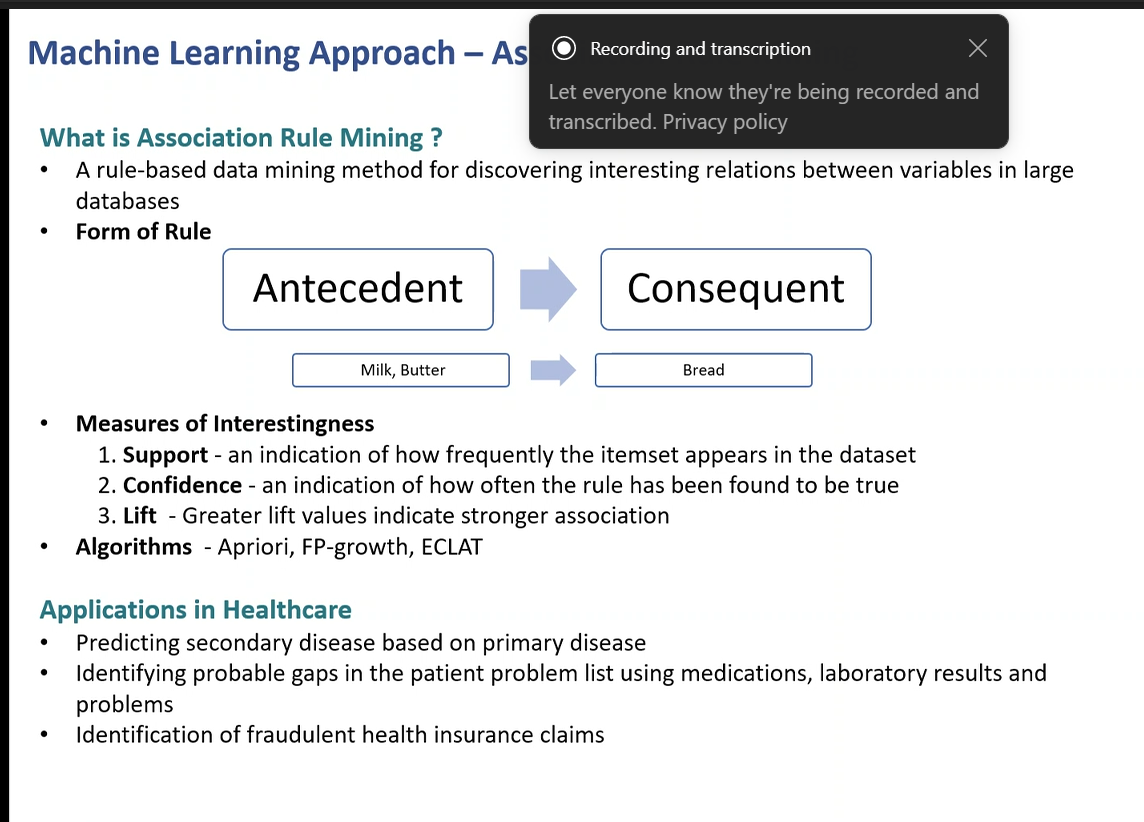 Machine Learning Approach – As
Recording and transcription
Let everyone know they're being recorded and
transcribed. Privacy policy
What is Association Rule Mining ?
• A rule-based data mining method for discovering interesting relations between variables in large
databases
• Form of Rule
Antecedent
Consequent
Milk, Butter
Bread
• Measures of Interestingness
1. Support - an indication of how frequently the itemset appears in the dataset
2. Confidence - an indication of how often the rule has been found to be true
3. Lift - Greater lift values indicate stronger association
• Algorithms - Apriori, FP-growth, ECLAT
Applications in Healthcare
• Predicting secondary disease based on primary disease
• Identifying probable gaps in the patient problem list using medications, laboratory results and
problems
• Identification of fraudulent health insurance claims